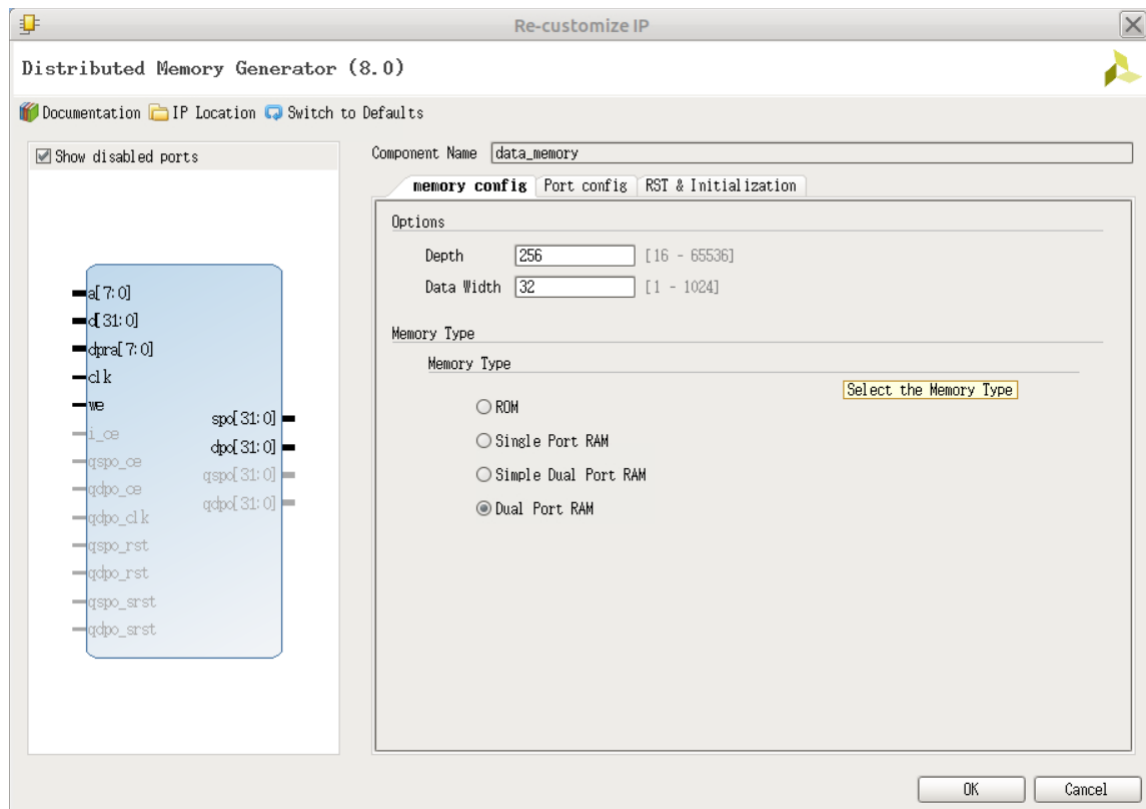 Re-customize IP
Distributed Memory Generator (8.0)
Documentation IP Location Switch to Defaults
Show disabled ports
a[7:0]
d[31:0]
dpra[7:0]
clk
we
i_ce
qspo_ce
qdpo_ce
qdpo_clk
qspo_rst
qdpo_rst
qspo_srst
qdpo_srst
spo[31:0]
dpo[31:0]
qspo[31:0]
qdpo[31:0]
Component Name data_memory
memory config Port config RST & Initialization
Options
Depth 256 [16 - 65536]
Data Width 32 [1 - 1024]
Memory Type
Memory Type
Select the Memory Type
ROM
Single Port RAM
Simple Dual Port RAM
Dual Port RAM
OK Cancel